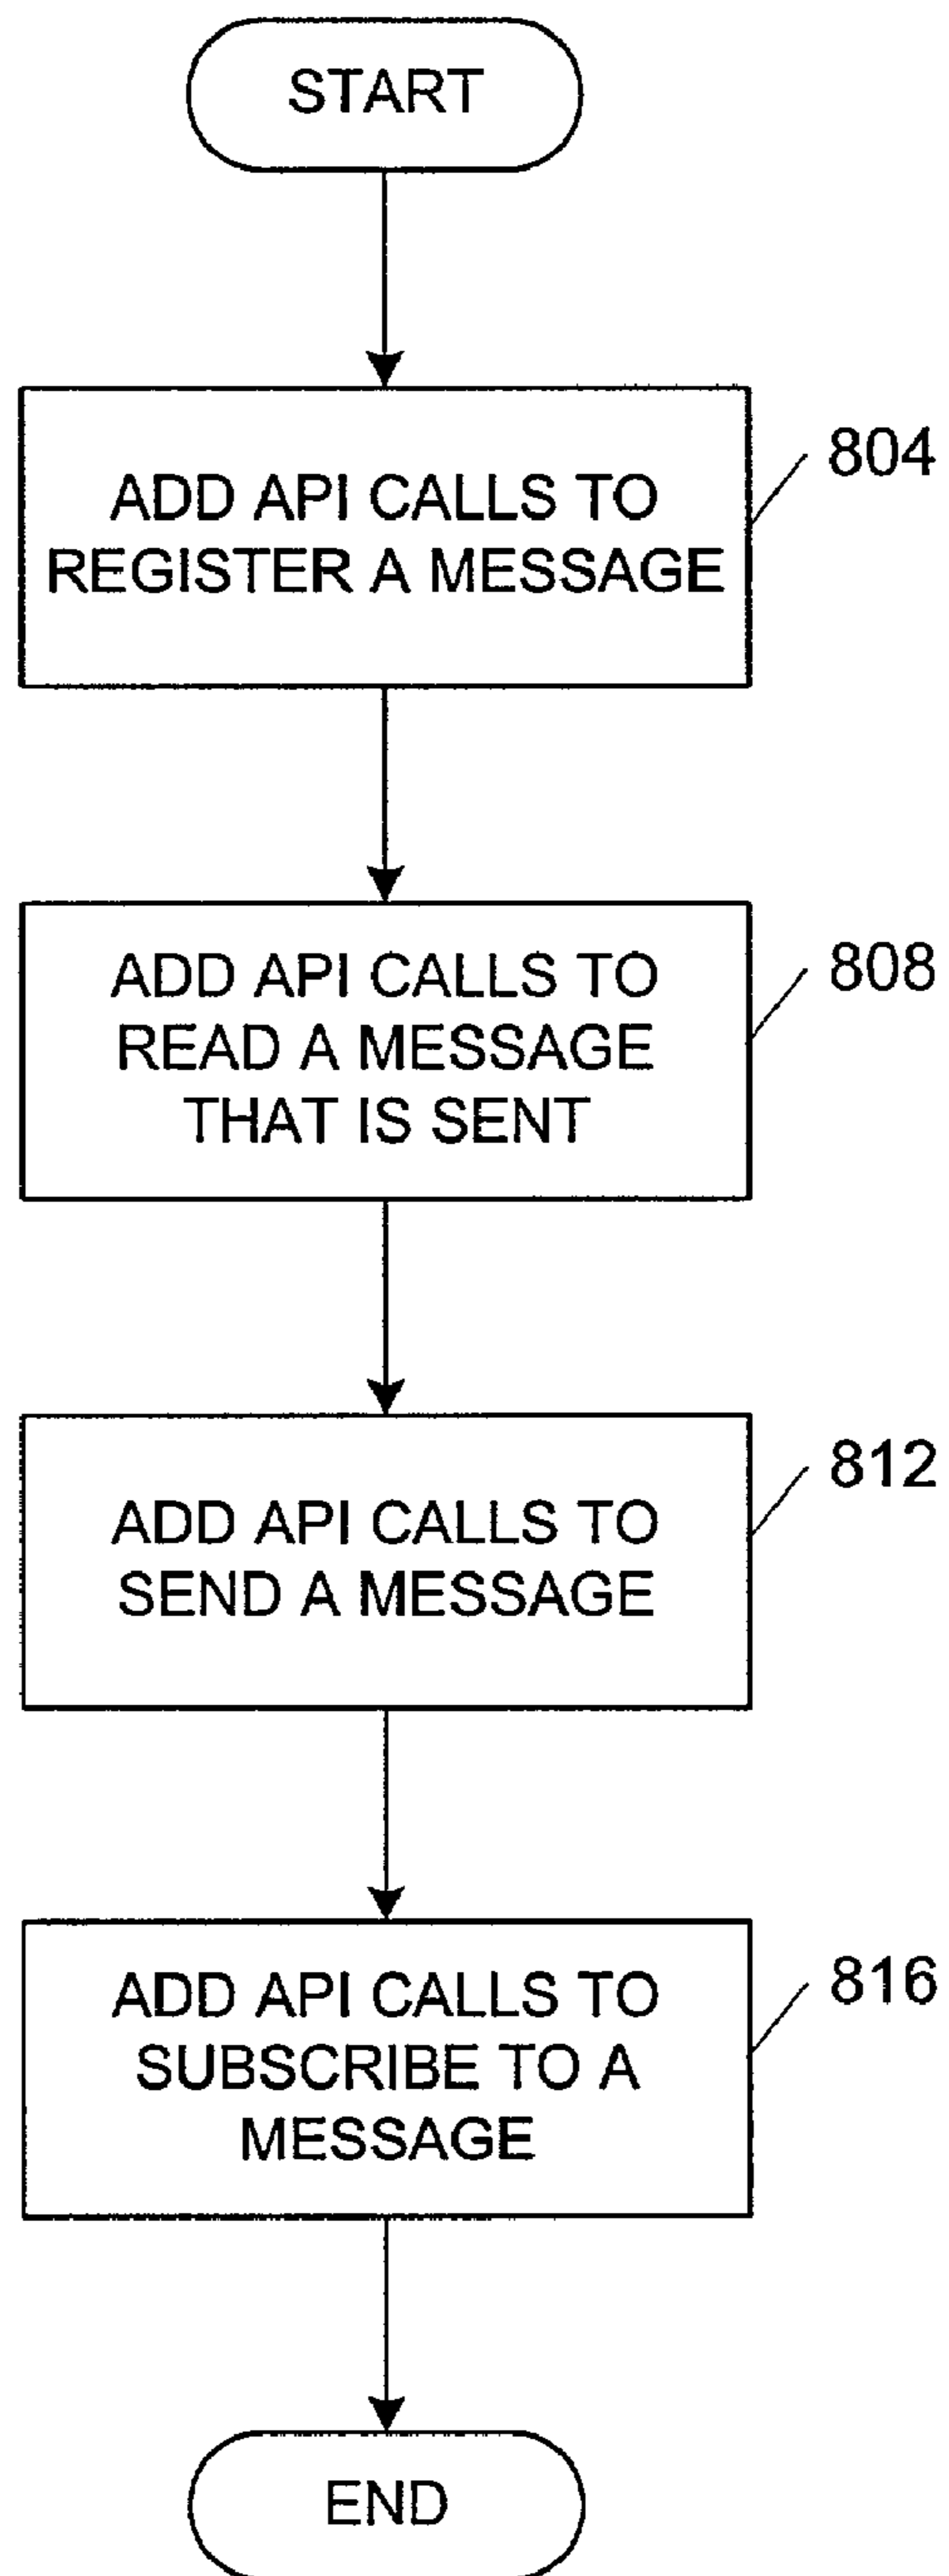 START
ADD API CALLS TO
REGISTER A MESSAGE
804
ADD API CALLS TO
READ A MESSAGE
THAT IS SENT
808
ADD API CALLS TO
SEND A MESSAGE
812
ADD API CALLS TO
SUBSCRIBE TO A
MESSAGE
816
END